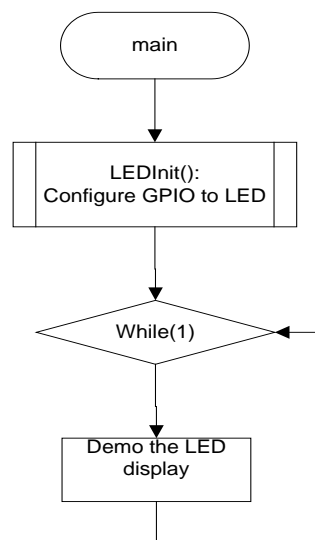 main
LEDInit():
Configure GPIO to LED
While(1)
Demo the LED
display